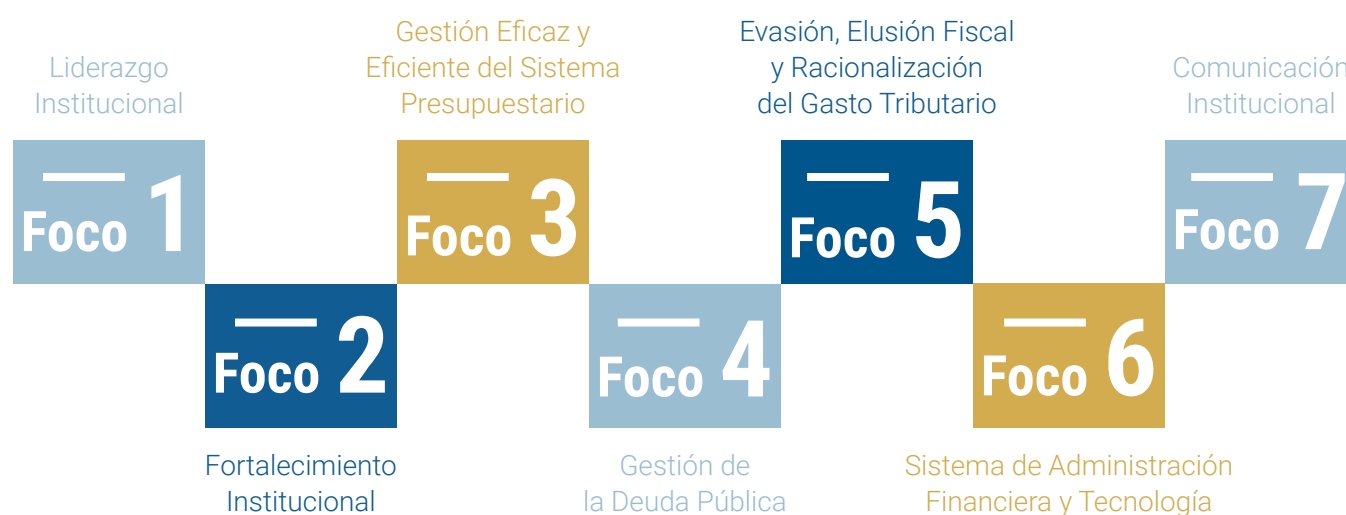 Liderazgo
Institucional
Foco 1
Foco 2
Fortalecimiento
Institucional
Gestión Eficaz y
Eficiente del Sistema
Presupuestario
Foco 3
Foco 4
Gestión de
la Deuda Pública
Evasión, Elusión Fiscal
y Racionalización
del Gasto Tributario
Foco 5
Foco 6
Sistema de Administración
Financiera y Tecnología
Comunicación
Institucional
Foco 7